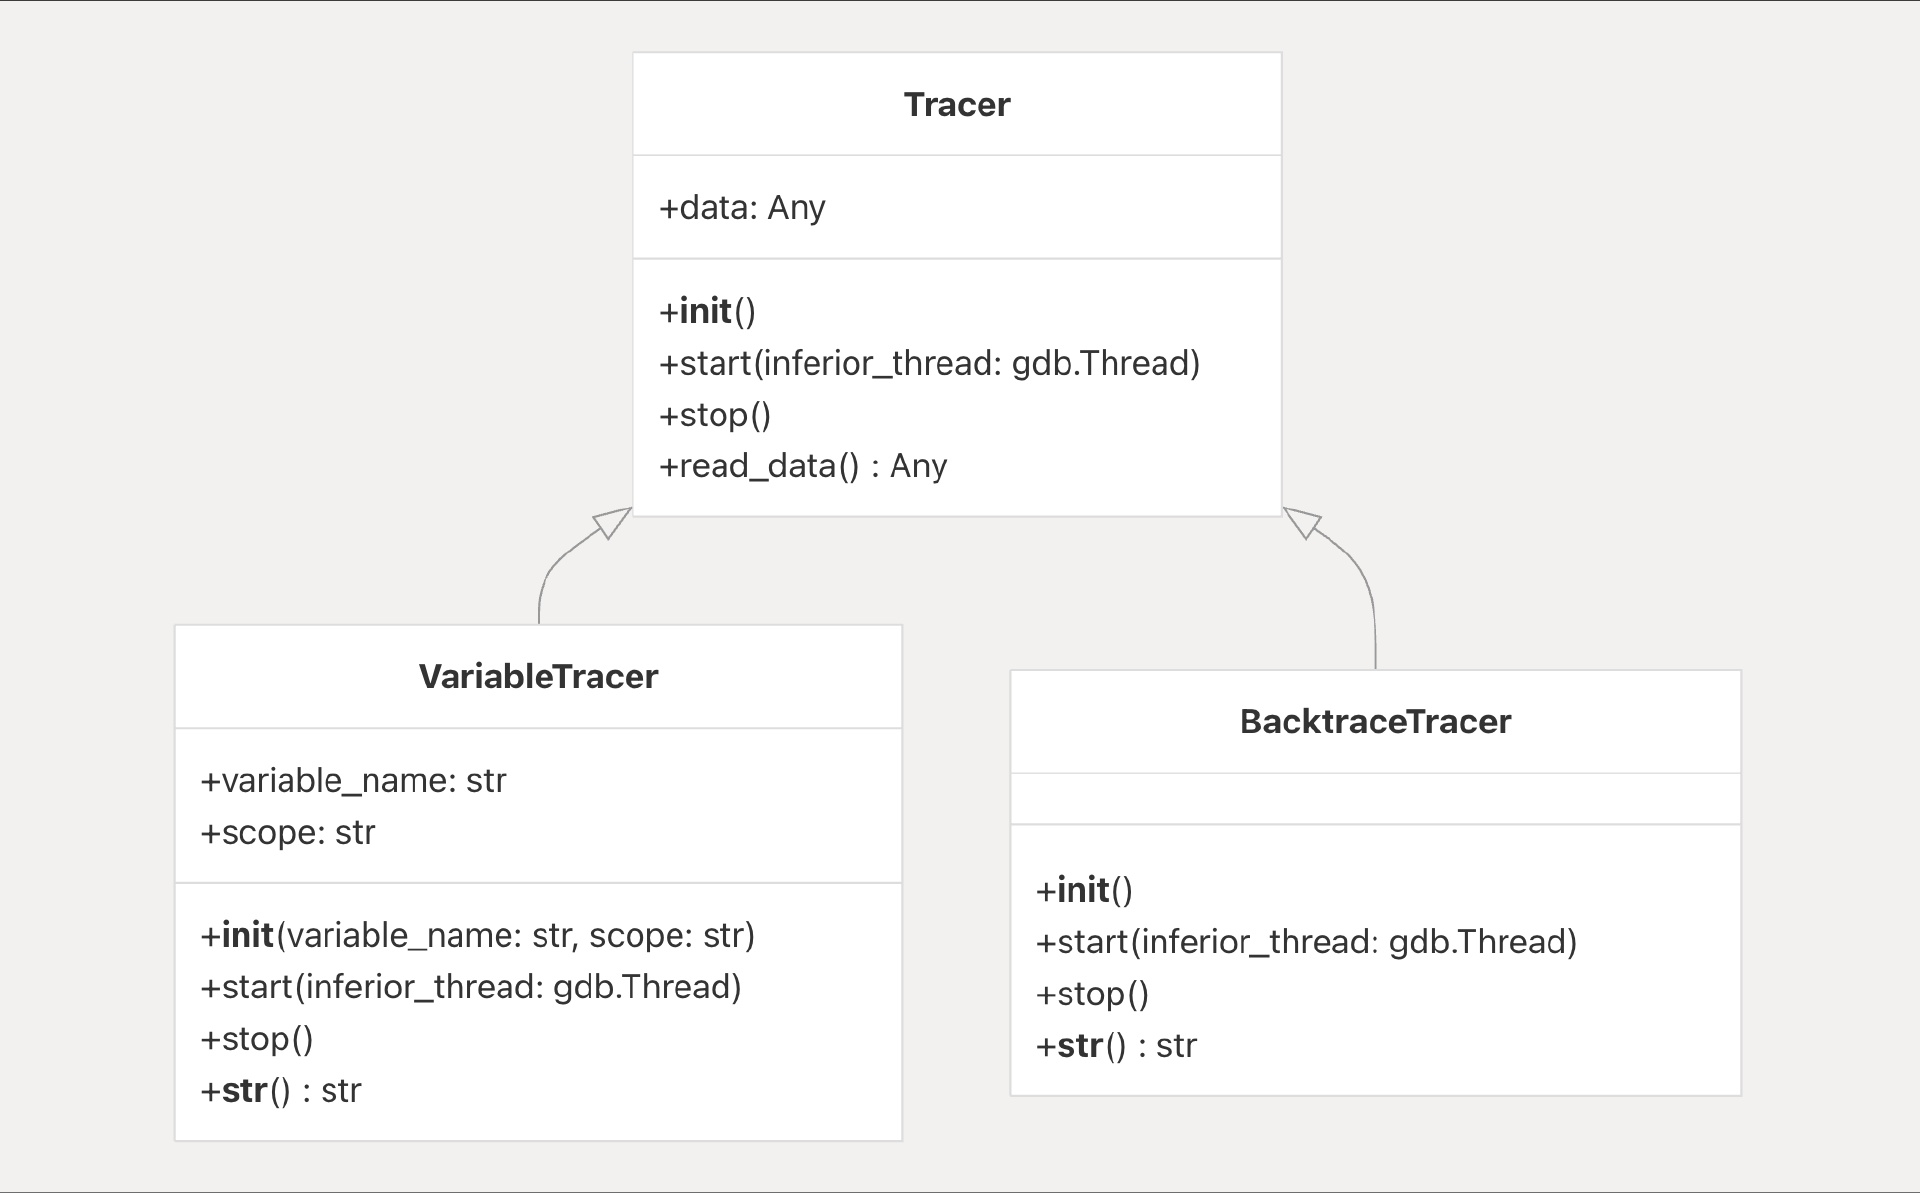 Tracer
+data: Any
+init()
+start(inferior_thread: gdb.Thread)
+stop()
+read_data() : Any
VariableTracer
+variable_name: str
+scope: str
+init(variable_name: str, scope: str)
+start(inferior_thread: gdb.Thread)
+stop()
+str() : str
BacktraceTracer
+init()
+start(inferior_thread: gdb.Thread)
+stop()
+str() : str